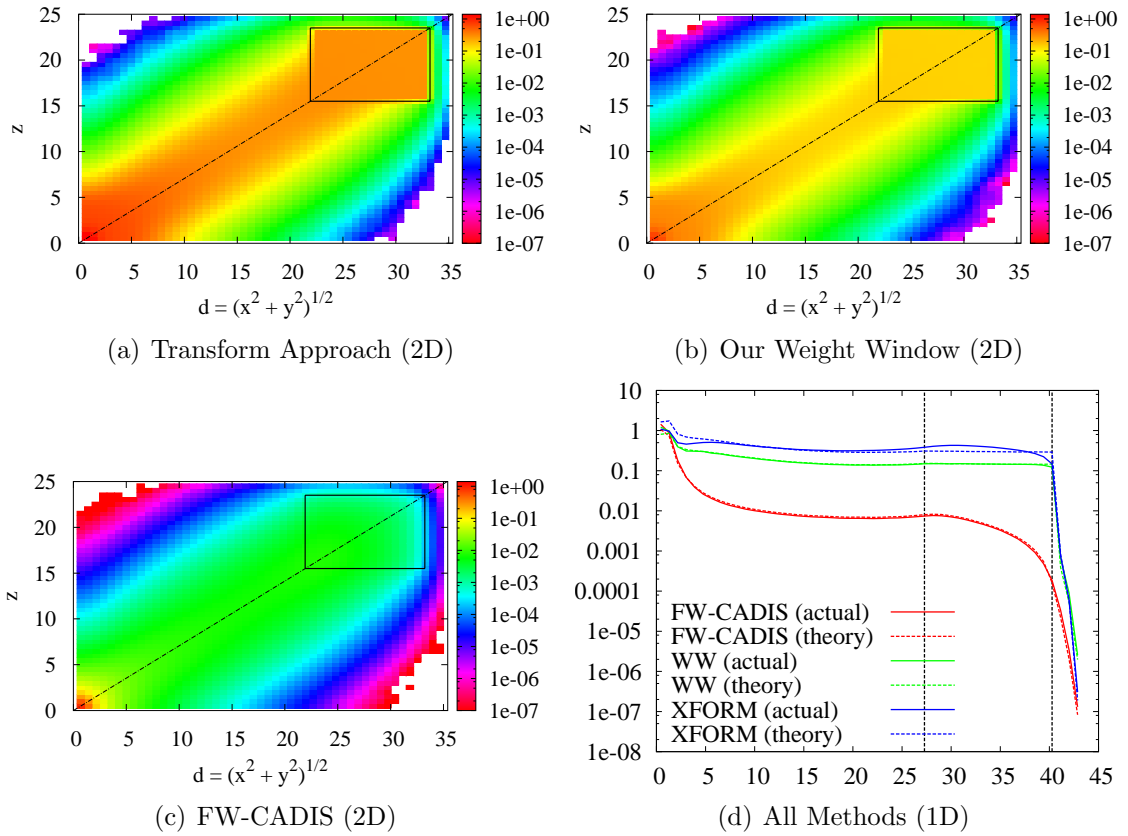 25
20
15
10
5
0
z
0 5 10 15 20 25 30 35
d = (x² + y²)^1/2
1e+00
1e-01
1e-02
1e-03
1e-04
1e-05
1e-06
1e-07
(a) Transform Approach (2D)
25
20
15
10
5
0
z
0 5 10 15 20 25 30 35
d = (x² + y²)^1/2
1e+00
1e-01
1e-02
1e-03
1e-04
1e-05
1e-06
1e-07
(b) Our Weight Window (2D)
25
20
15
10
5
0
z
0 5 10 15 20 25 30 35
d = (x² + y²)^1/2
1e+00
1e-01
1e-02
1e-03
1e-04
1e-05
1e-06
1e-07
(c) FW-CADIS (2D)
10
1
0.1
0.01
0.001
0.0001
1e-05
1e-06
1e-07
1e-08
FW-CADIS (actual)
FW-CADIS (theory)
WW (actual)
WW (theory)
XFORM (actual)
XFORM (theory)
0 5 10 15 20 25 30 35 40 45
(d) All Methods (1D)